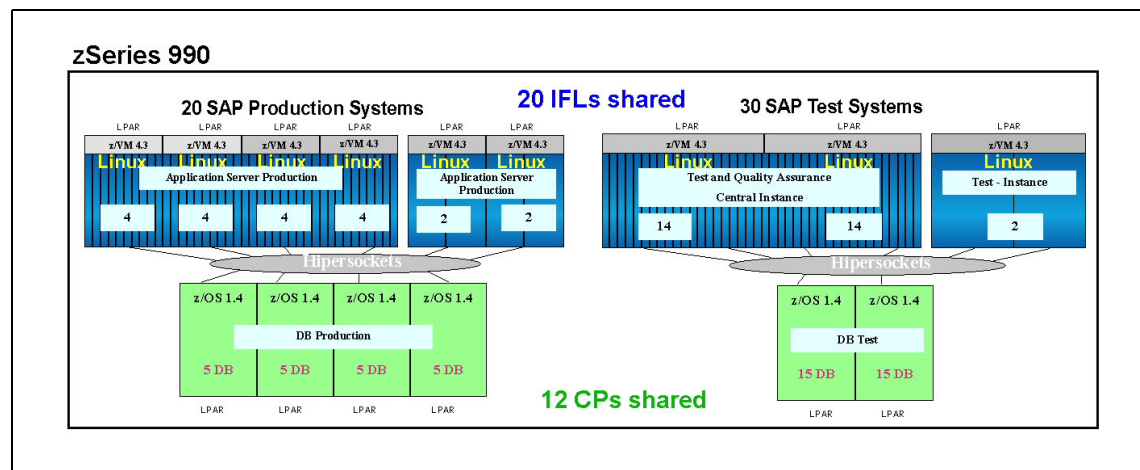 zSeries 990
20 SAP Production Systems
20 IFLs shared
30 SAP Test Systems
LPAR LPAR LPAR LPAR LPAR LPAR LPAR LPAR LPAR
z/VM 4.3 z/VM 4.3 z/VM 4.3 z/VM 4.3 z/VM 4.3 z/VM 4.3 z/VM 4.3 z/VM 4.3 z/VM 4.3
Linux Linux Linux Linux Linux Linux Linux Linux Linux
Application Server Production
Application Server
Production
Test and Quality Assurance
Central Instance
Test - Instance
4 4 4 4 2 2 14 14 2
Hipersockets
Hipersockets
z/OS 1.4 z/OS 1.4 z/OS 1.4 z/OS 1.4
DB Production
5 DB 5 DB 5 DB 5 DB
LPAR LPAR LPAR LPAR
12 CPs shared
z/OS 1.4 z/OS 1.4
DB Test
15 DB 15 DB
LPAR LPAR